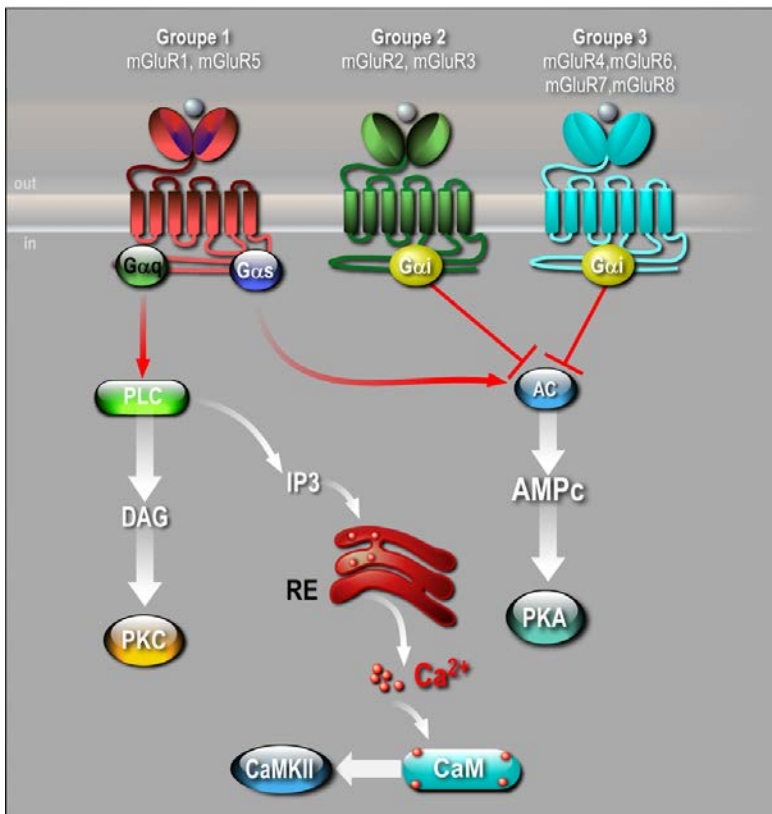 Groupe 1
mGluR1, mGluR5
Groupe 2
mGluR2, mGluR3
Groupe 3
mGluR4,mGluR6,
mGluR7,mGluR8
out
in
Gαq
Gαs
Gαi
Gαi
PLC
AC
IP3
AMPc
DAG
RE
PKA
PKC
Ca²⁺
CaMKII
CaM